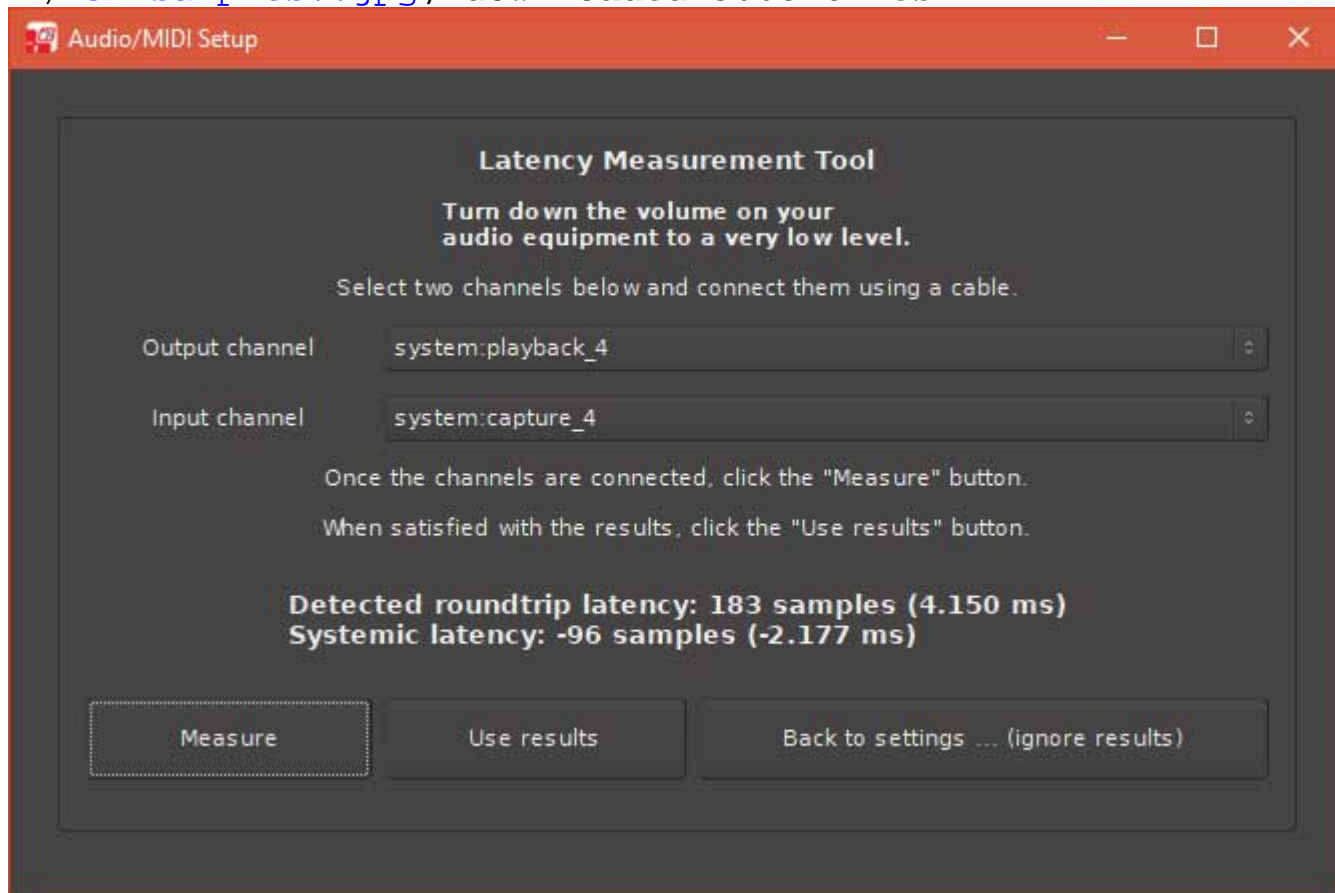 Audio/MIDI Setup
Latency Measurement Tool
Turn down the volume on your
audio equipment to a very low level.
Select two channels below and connect them using a cable.
Output channel system:playback_4
Input channel system:capture_4
Once the channels are connected, click the "Measure" button.
When satisfied with the results, click the "Use results" button.
Detected roundtrip latency: 183 samples (4.150 ms)
Systemic latency: -96 samples (-2.177 ms)
Measure Use results Back to settings ... (ignore results)